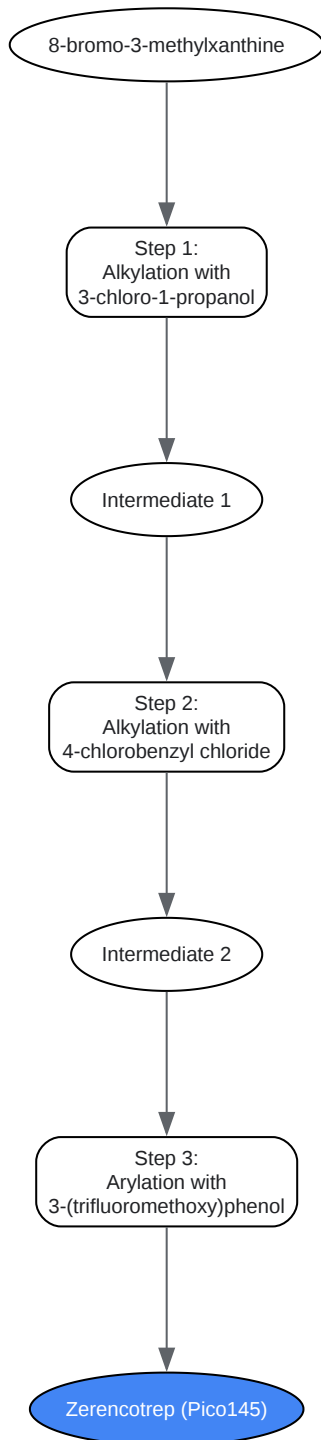 8-bromo-3-methylxanthine
Step 1:
Alkylation with
3-chloro-1-propanol
Intermediate 1
Step 2:
Alkylation with
4-chlorobenzyl chloride
Intermediate 2
Step 3:
Arylation with
3-(trifluoromethoxy)phenol
Zerencotrep (Pico145)